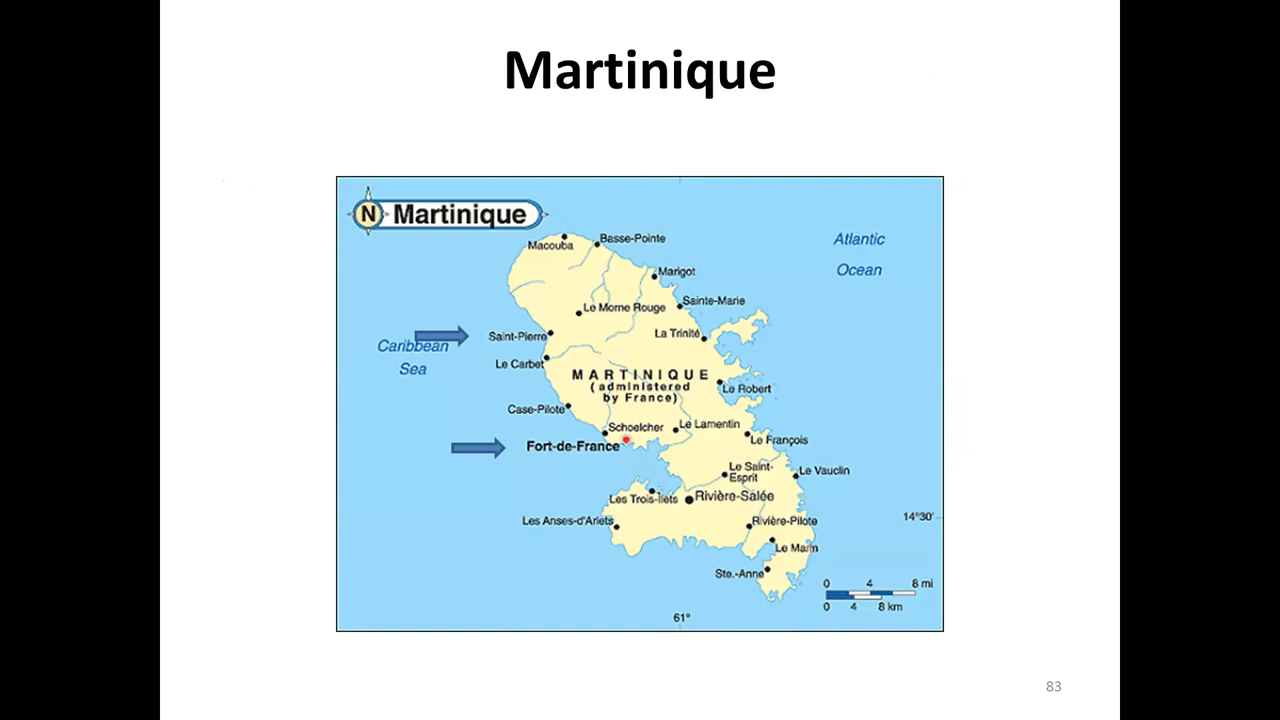 Martinique
N Martinique
Atlantic
Ocean
Macouba
Basse-Pointe
Marigot
Sainte-Marie
Le Morne Rouge
La Trinité
Saint-Pierre
Caribbean
Sea
Le Carbet
MARTINIQUE
(administered
by France)
Le Robert
Case-Pilote
Schoelcher
Le Lamentin
Fort-de-France
Le François
Le Saint-
Esprit
Le Vauclin
Les Trois-Îlets
Rivière-Salée
Les Anses-d'Arlets
Rivière-Pilote
14°30'
Le Marin
Ste.-Anne
0 4 8 mi
0 4 8 km
61°
83